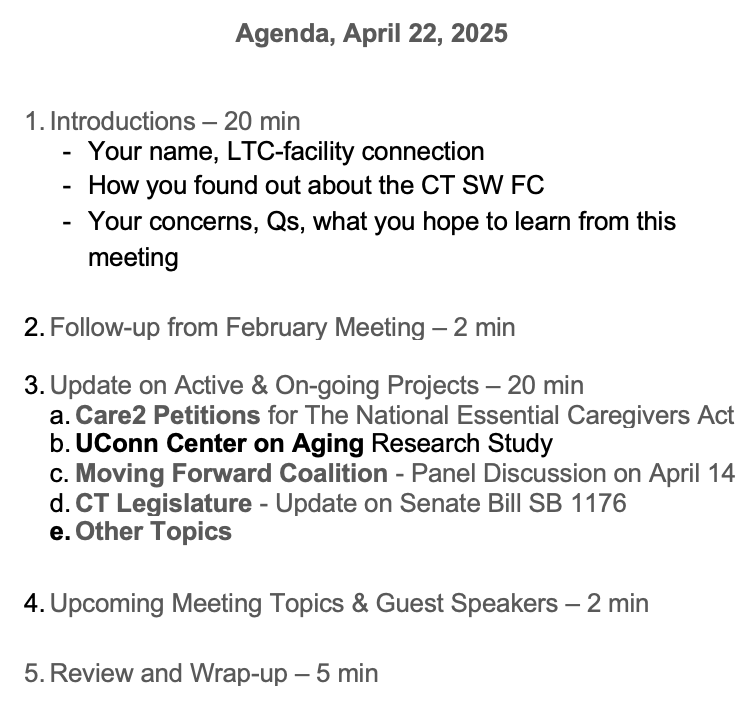 Agenda, April 22, 2025
1. Introductions – 20 min
- Your name, LTC-facility connection
- How you found out about the CT SW FC
- Your concerns, Qs, what you hope to learn from this
meeting
2. Follow-up from February Meeting – 2 min
3. Update on Active & On-going Projects – 20 min
a. Care2 Petitions for The National Essential Caregivers Act
b. UConn Center on Aging Research Study
c. Moving Forward Coalition - Panel Discussion on April 14
d. CT Legislature - Update on Senate Bill SB 1176
e. Other Topics
4. Upcoming Meeting Topics & Guest Speakers – 2 min
5. Review and Wrap-up – 5 min